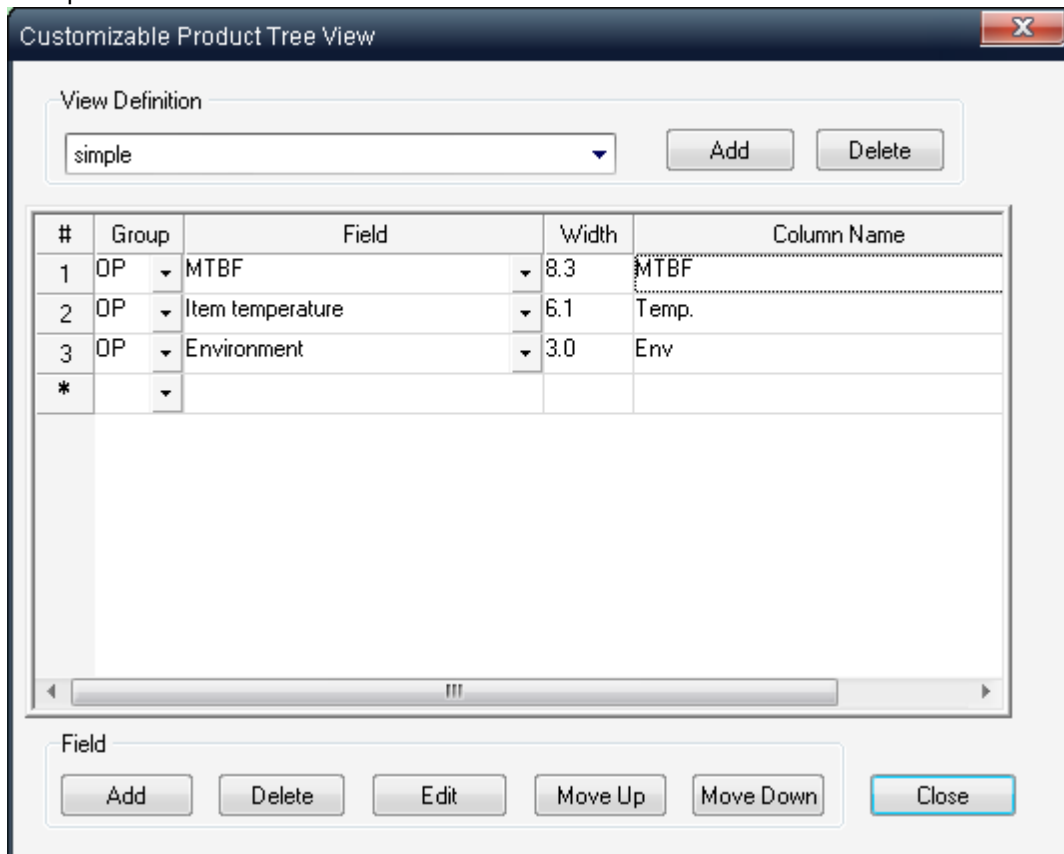 Customizable Product Tree View
View Definition
simple Add Delete
# Group Field Width Column Name
1 OP MTBF 8.3 MTBF
2 OP Item temperature 6.1 Temp.
3 OP Environment 3.0 Env
*
Field
Add Delete Edit Move Up Move Down Close